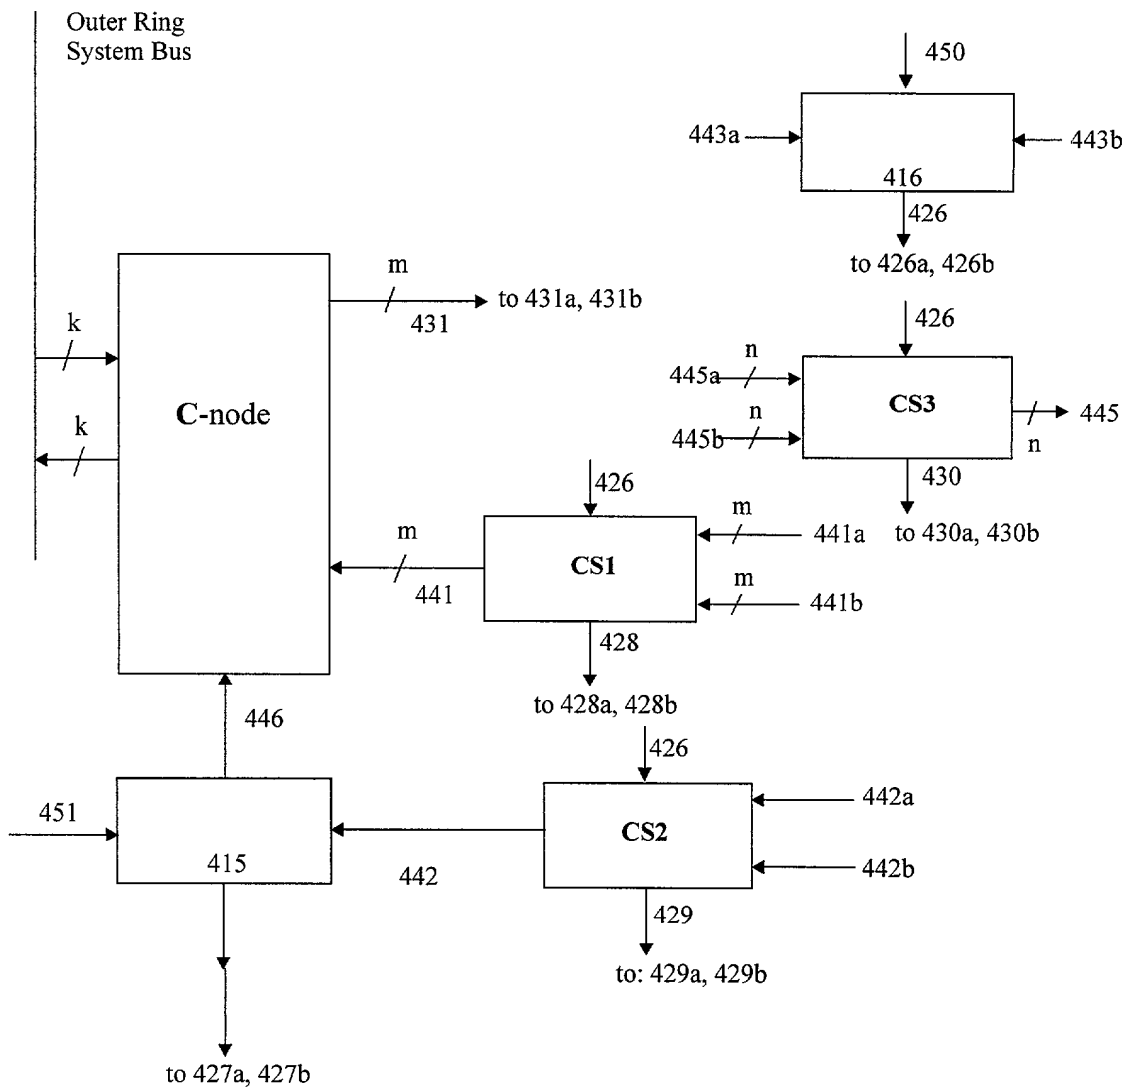 Outer Ring
System Bus
450
443a
443b
416
426
to 426a, 426b
m
to 431a, 431b
431
426
k
n
445a
CS3
445
n
445b
n
430
to 430a, 430b
C-node
k
426
m
441a
m
CS1
441
m
441b
428
to 428a, 428b
446
426
451
442a
CS2
415
442
442b
429
to: 429a, 429b
to 427a, 427b